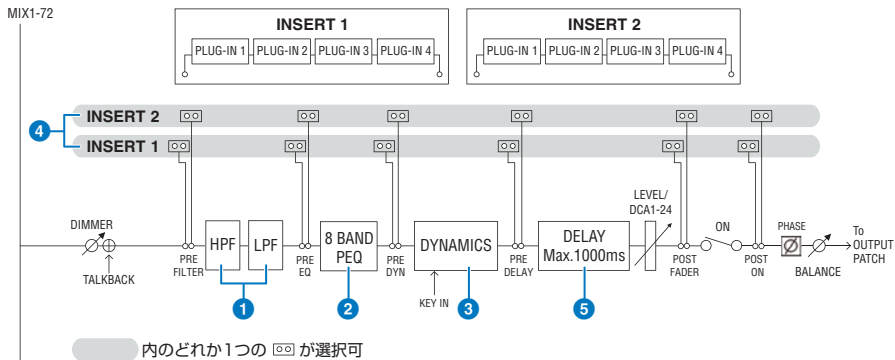 MIX1-72
INSERT 1
PLUG-IN 1 PLUG-IN 2 PLUG-IN 3 PLUG-IN 4
INSERT 2
PLUG-IN 1 PLUG-IN 2 PLUG-IN 3 PLUG-IN 4
4
INSERT 2
INSERT 1
DIMMER
TALKBACK
PRE
FILTER
HPF
LPF
1
PRE
EQ
8 BAND
PEQ
2
PRE
DYN
DYNAMICS
KEY IN
3
PRE
DELAY
DELAY
Max.1000ms
5
LEVEL/
DCA1-24
POST
FADER
ON
POST
ON
PHASE
Ø
BALANCE
To
OUTPUT
PATCH
内のどれか1つの が選択可